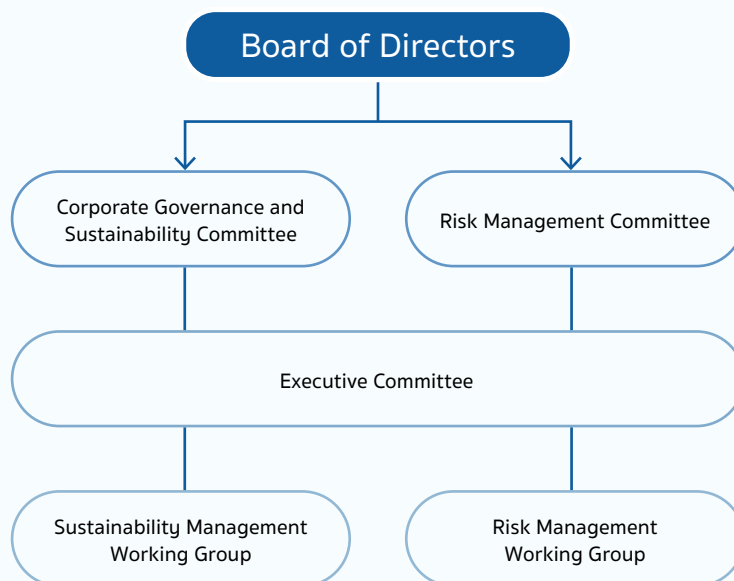 Board of Directors
Corporate Governance and
Sustainability Committee
Risk Management Committee
Executive Committee
Sustainability Management
Working Group
Risk Management
Working Group